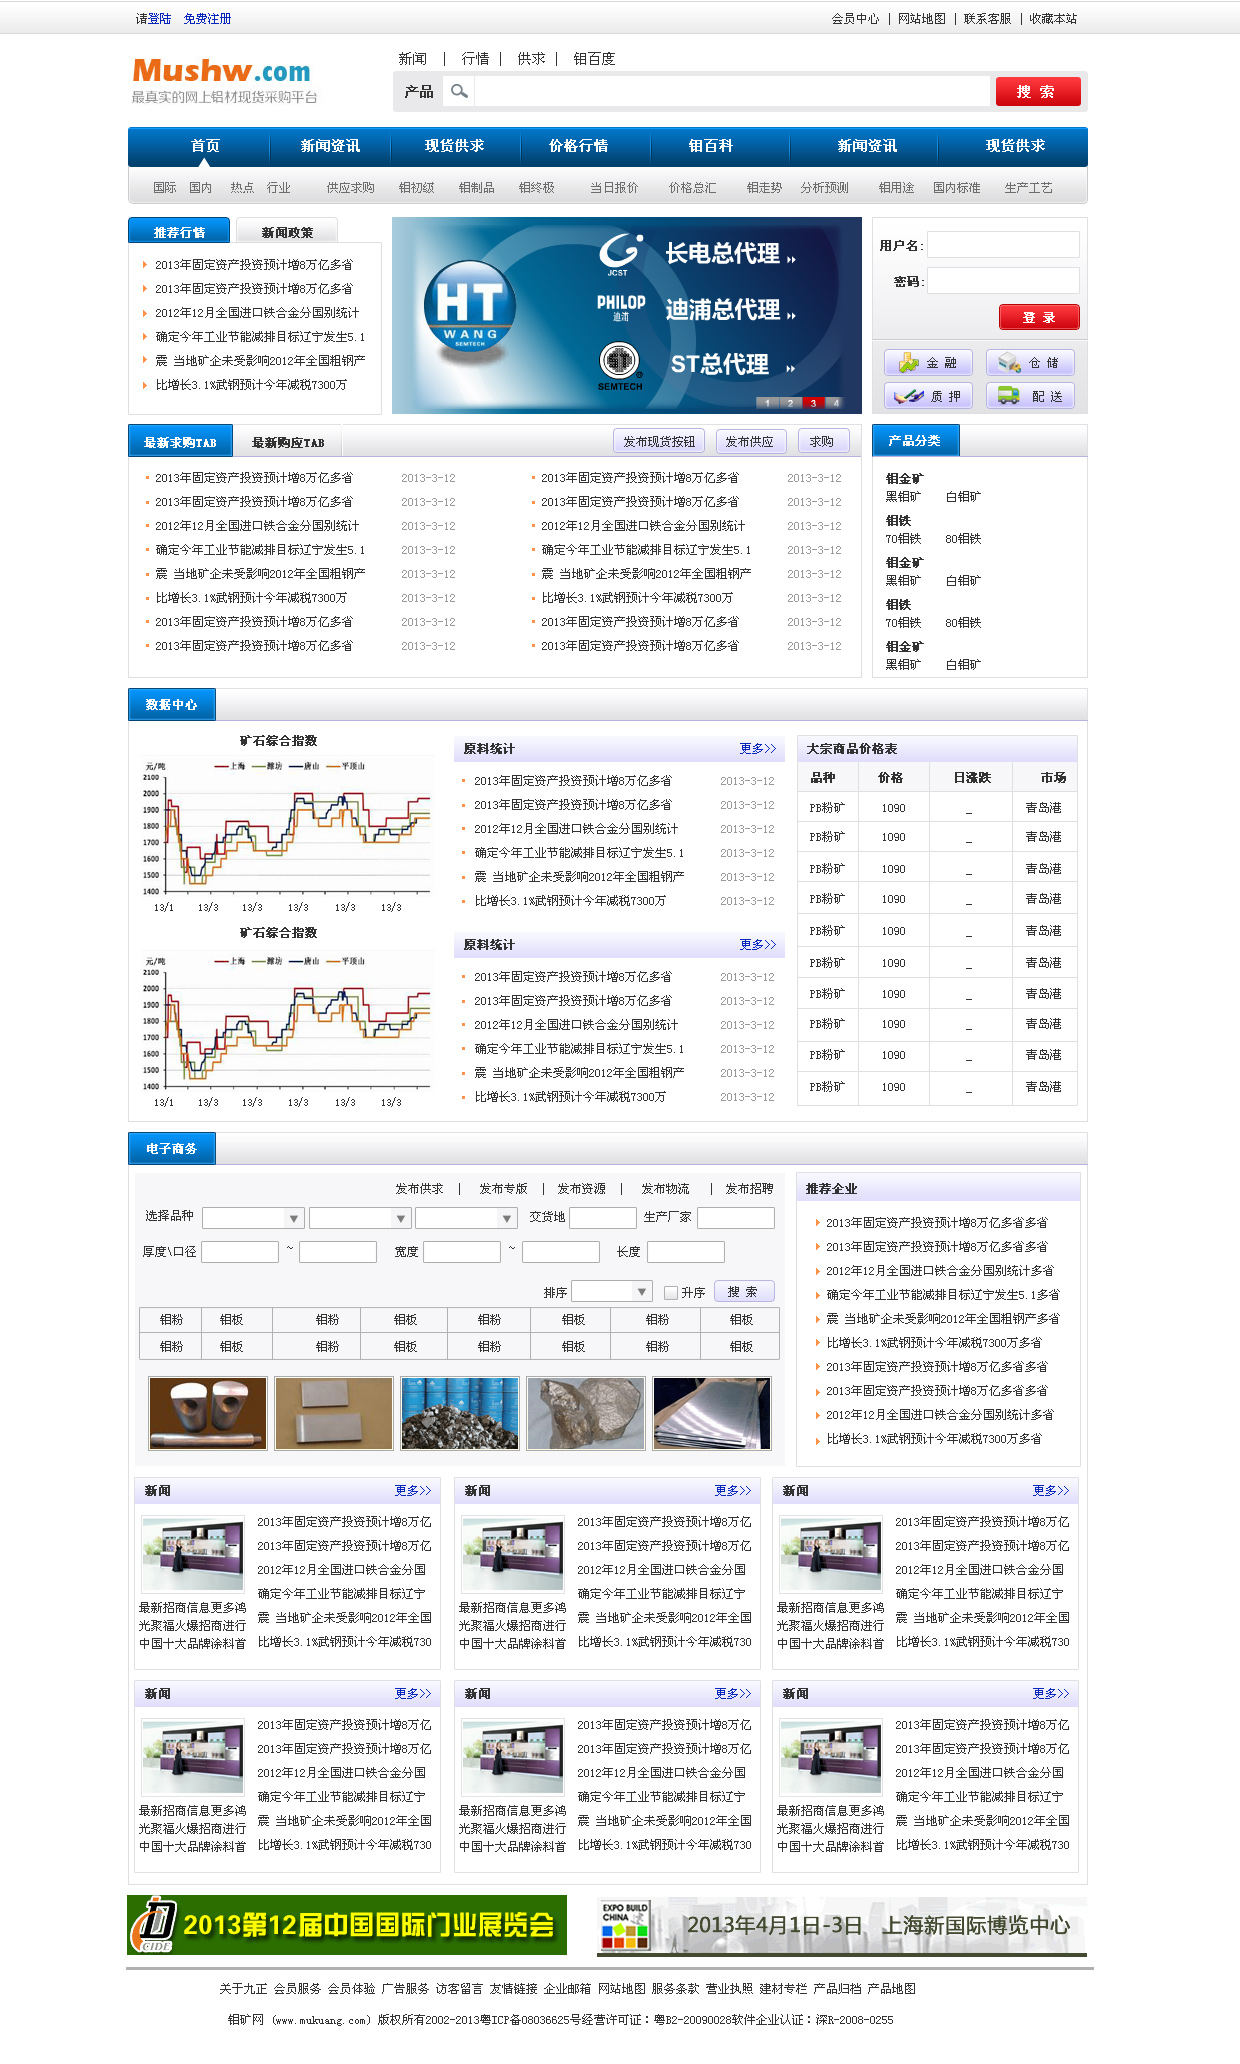 请登陆 免费注册 会员中心 | 网站地图 | 联系客服 | 收藏本站
新闻 | 行情 | 供求 | 钼百度
Mushw.com
最真实的网上铝材现货采购平台
产品 搜 索
首页 新闻资讯 现货供求 价格行情 钼百科 新闻资讯 现货供求
国际 国内 热点 行业 供应求购 钼初级 钼制品 钼终极 当日报价 价格总汇 钼走势 分析预测 钼用途 国内标准 生产工艺
推荐行情 新闻政策
2013年固定资产投资预计增8万亿多省
2013年固定资产投资预计增8万亿多省
2012年12月全国进口铁合金分国别统计
确定今年工业节能减排目标辽宁发生5.1
震 当地矿企未受影响2012年全国粗钢产
比增长3.1%武钢预计今年减税7300万
HT
WANG
SEMTECH
JCST 长电总代理
PHILOP 迪浦 迪浦总代理
SEMTECH ST总代理
1 2 3 4
用户名:
密码:
登 录
金 融 仓 储
质 押 配 送
最新求购TAB 最新购应TAB 发布现货按钮 发布供应 求购
2013年固定资产投资预计增8万亿多省 2013-3-12 2013年固定资产投资预计增8万亿多省 2013-3-12
2013年固定资产投资预计增8万亿多省 2013-3-12 2013年固定资产投资预计增8万亿多省 2013-3-12
2012年12月全国进口铁合金分国别统计 2013-3-12 2012年12月全国进口铁合金分国别统计 2013-3-12
确定今年工业节能减排目标辽宁发生5.1 2013-3-12 确定今年工业节能减排目标辽宁发生5.1 2013-3-12
震 当地矿企未受影响2012年全国粗钢产 2013-3-12 震 当地矿企未受影响2012年全国粗钢产 2013-3-12
比增长3.1%武钢预计今年减税7300万 2013-3-12 比增长3.1%武钢预计今年减税7300万 2013-3-12
2013年固定资产投资预计增8万亿多省 2013-3-12 2013年固定资产投资预计增8万亿多省 2013-3-12
2013年固定资产投资预计增8万亿多省 2013-3-12 2013年固定资产投资预计增8万亿多省 2013-3-12
产品分类
钼金矿
黑钼矿 白钼矿
钼铁
70钼铁 80钼铁
钼金矿
黑钼矿 白钼矿
钼铁
70钼铁 80钼铁
钼金矿
黑钼矿 白钼矿
数据中心
矿石综合指数
元/吨 上海 潍坊 唐山 平顶山
2100
2000
1900
1800
1700
1600
1500
1400
13/1 13/3 13/3 13/3 13/3 13/3
矿石综合指数
元/吨 上海 潍坊 唐山 平顶山
2100
2000
1900
1800
1700
1600
1500
1400
13/1 13/3 13/3 13/3 13/3 13/3
原料统计 更多>>
2013年固定资产投资预计增8万亿多省 2013-3-12
2013年固定资产投资预计增8万亿多省 2013-3-12
2012年12月全国进口铁合金分国别统计 2013-3-12
确定今年工业节能减排目标辽宁发生5.1 2013-3-12
震 当地矿企未受影响2012年全国粗钢产 2013-3-12
比增长3.1%武钢预计今年减税7300万 2013-3-12
原料统计 更多>>
2013年固定资产投资预计增8万亿多省 2013-3-12
2013年固定资产投资预计增8万亿多省 2013-3-12
2012年12月全国进口铁合金分国别统计 2013-3-12
确定今年工业节能减排目标辽宁发生5.1 2013-3-12
震 当地矿企未受影响2012年全国粗钢产 2013-3-12
比增长3.1%武钢预计今年减税7300万 2013-3-12
大宗商品价格表
品种 价格 日涨跌 市场
PB粉矿 1090 _ 青岛港
PB粉矿 1090 _ 青岛港
PB粉矿 1090 _ 青岛港
PB粉矿 1090 _ 青岛港
PB粉矿 1090 _ 青岛港
PB粉矿 1090 _ 青岛港
PB粉矿 1090 _ 青岛港
PB粉矿 1090 _ 青岛港
PB粉矿 1090 _ 青岛港
PB粉矿 1090 _ 青岛港
电子商务
发布供求 | 发布专版 | 发布资源 | 发布物流 | 发布招聘
选择品种 交货地 生产厂家
厚度\口径 ~ 宽度 ~ 长度
排序 升序 搜 索
钼粉 钼板 钼粉 钼板 钼粉 钼板 钼粉 钼板
钼粉 钼板 钼粉 钼板 钼粉 钼板 钼粉 钼板
推荐企业
2013年固定资产投资预计增8万亿多省多省
2013年固定资产投资预计增8万亿多省多省
2012年12月全国进口铁合金分国别统计多省
确定今年工业节能减排目标辽宁发生5.1多省
震 当地矿企未受影响2012年全国粗钢产多省
比增长3.1%武钢预计今年减税7300万多省
2013年固定资产投资预计增8万亿多省多省
2013年固定资产投资预计增8万亿多省多省
2012年12月全国进口铁合金分国别统计多省
比增长3.1%武钢预计今年减税7300万多省
新闻 更多>>
2013年固定资产投资预计增8万亿
2013年固定资产投资预计增8万亿
2012年12月全国进口铁合金分国
确定今年工业节能减排目标辽宁
震 当地矿企未受影响2012年全国
比增长3.1%武钢预计今年减税730
最新招商信息更多鸿
光聚福火爆招商进行
中国十大品牌涂料首
新闻 更多>>
2013年固定资产投资预计增8万亿
2013年固定资产投资预计增8万亿
2012年12月全国进口铁合金分国
确定今年工业节能减排目标辽宁
震 当地矿企未受影响2012年全国
比增长3.1%武钢预计今年减税730
最新招商信息更多鸿
光聚福火爆招商进行
中国十大品牌涂料首
新闻 更多>>
2013年固定资产投资预计增8万亿
2013年固定资产投资预计增8万亿
2012年12月全国进口铁合金分国
确定今年工业节能减排目标辽宁
震 当地矿企未受影响2012年全国
比增长3.1%武钢预计今年减税730
最新招商信息更多鸿
光聚福火爆招商进行
中国十大品牌涂料首
新闻 更多>>
2013年固定资产投资预计增8万亿
2013年固定资产投资预计增8万亿
2012年12月全国进口铁合金分国
确定今年工业节能减排目标辽宁
震 当地矿企未受影响2012年全国
比增长3.1%武钢预计今年减税730
最新招商信息更多鸿
光聚福火爆招商进行
中国十大品牌涂料首
新闻 更多>>
2013年固定资产投资预计增8万亿
2013年固定资产投资预计增8万亿
2012年12月全国进口铁合金分国
确定今年工业节能减排目标辽宁
震 当地矿企未受影响2012年全国
比增长3.1%武钢预计今年减税730
最新招商信息更多鸿
光聚福火爆招商进行
中国十大品牌涂料首
新闻 更多>>
2013年固定资产投资预计增8万亿
2013年固定资产投资预计增8万亿
2012年12月全国进口铁合金分国
确定今年工业节能减排目标辽宁
震 当地矿企未受影响2012年全国
比增长3.1%武钢预计今年减税730
最新招商信息更多鸿
光聚福火爆招商进行
中国十大品牌涂料首
CIDE 2013第12届中国国际门业展览会
EXPO BUILD
CHINA
2013年4月1日-3日 上海新国际博览中心
关于九正 会员服务 会员体验 广告服务 访客留言 友情链接 企业邮箱 网站地图 服务条款 营业执照 建材专栏 产品归档 产品地图
钼矿网 (www.mukuang.com) 版权所有2002-2013粤ICP备08036625号经营许可证：粤B2-20090028软件企业认证：深R-2008-0255